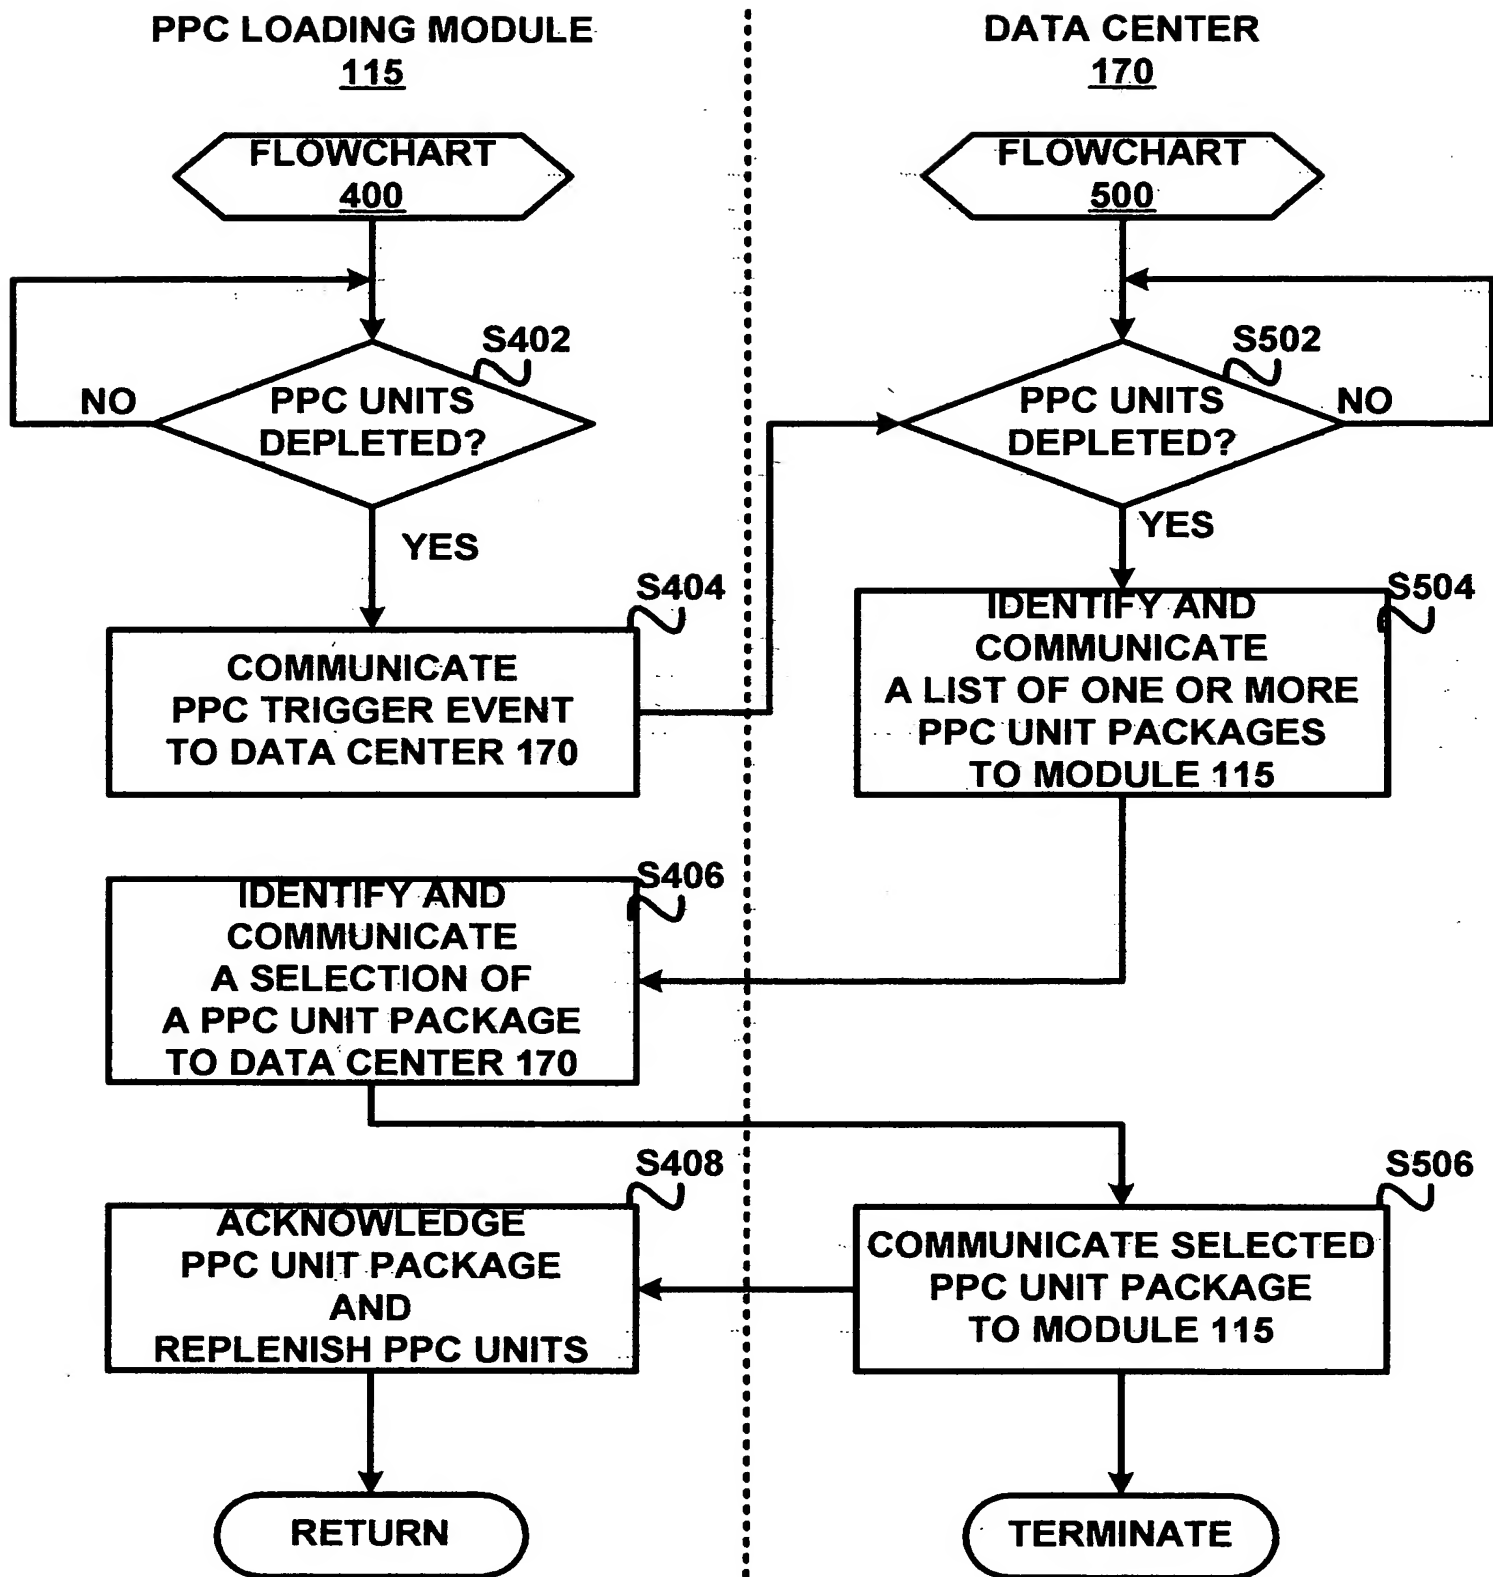 PPC LOADING MODULE
115
FLOWCHART
400
S402
PPC UNITS
DEPLETED?
NO
YES
S404
COMMUNICATE
PPC TRIGGER EVENT
TO DATA CENTER 170
S406
IDENTIFY AND
COMMUNICATE
A SELECTION OF
A PPC UNIT PACKAGE
TO DATA CENTER 170
S408
ACKNOWLEDGE
PPC UNIT PACKAGE
AND
REPLENISH PPC UNITS
RETURN
DATA CENTER
170
FLOWCHART
500
S502
PPC UNITS
DEPLETED?
NO
YES
S504
IDENTIFY AND
COMMUNICATE
A LIST OF ONE OR MORE
PPC UNIT PACKAGES
TO MODULE 115
S506
COMMUNICATE SELECTED
PPC UNIT PACKAGE
TO MODULE 115
TERMINATE